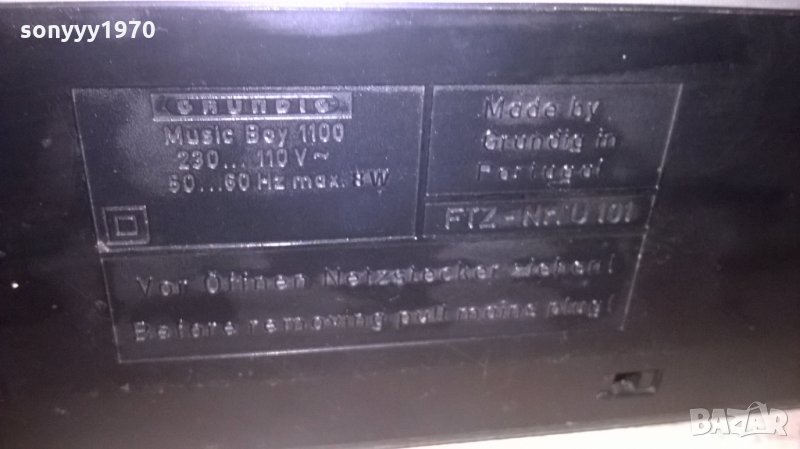 sonyyy1970
GRUNDIG
Music Boy 1100
230...110 V ~
50...60 Hz max. 8 W
Made by
Grundig in
Portugal
FTZ-Nr. U 101
Vor Öffnen Netzstecker ziehen!
Before removing pull mains plug!
BAZAR